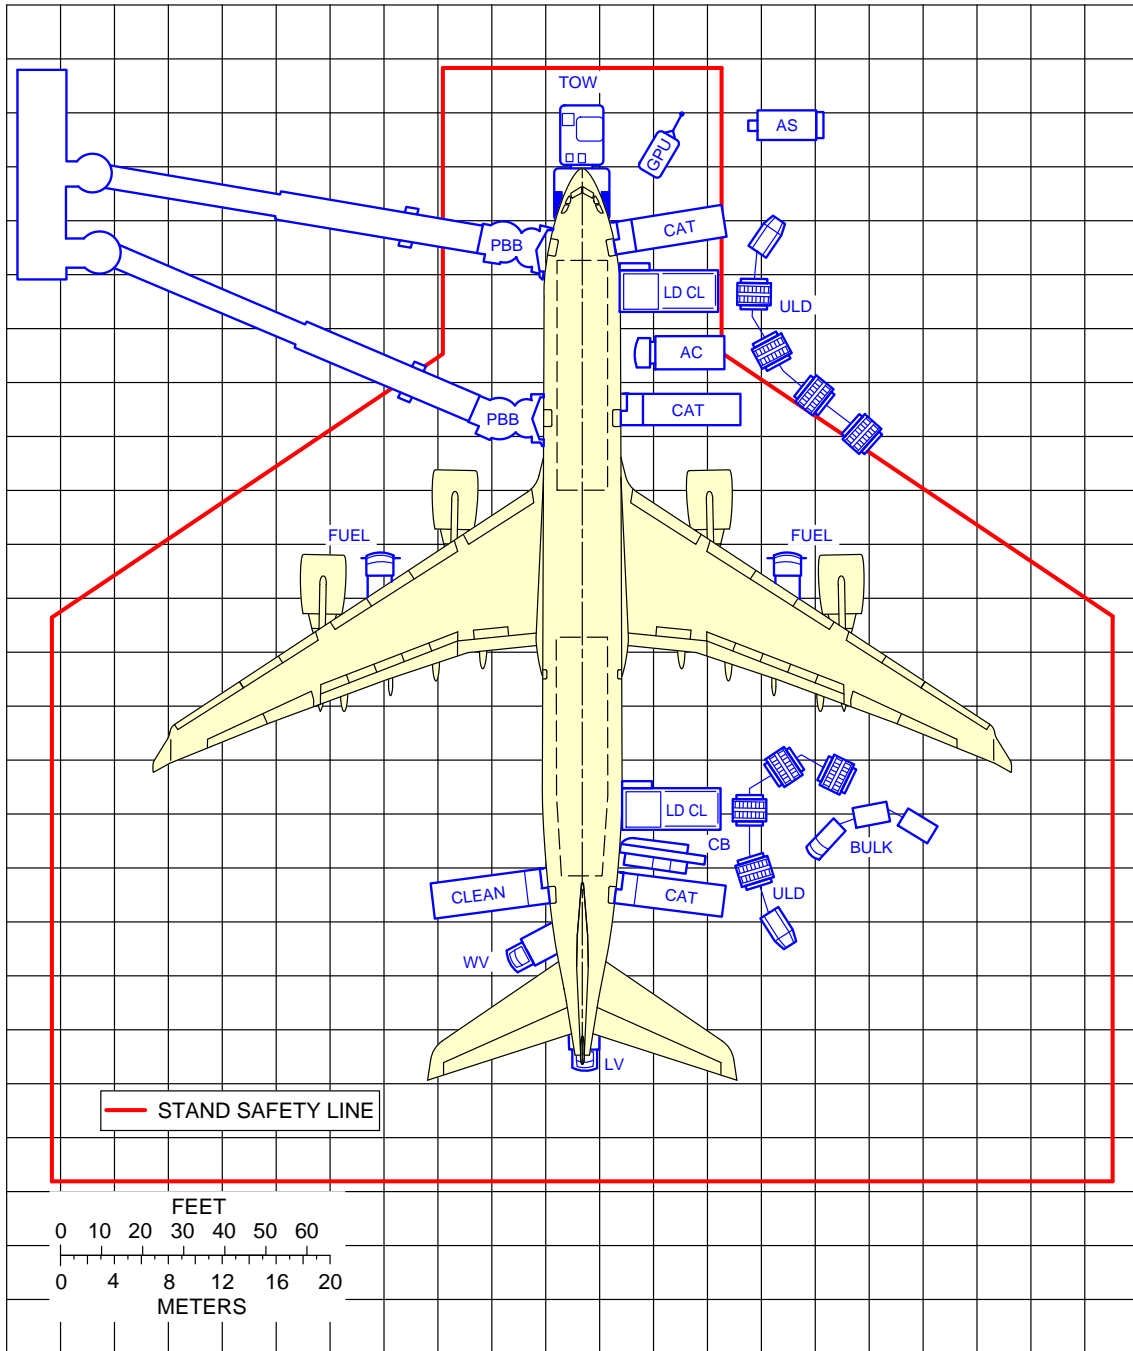 TOW
AS
GPU
CAT
PBB
LD CL
ULD
AC
PBB
CAT
FUEL
FUEL
LD CL
CB
BULK
CLEAN
CAT
ULD
WV
LV
STAND SAFETY LINE
FEET
0 10 20 30 40 50 60
0 4 8 12 16 20
METERS